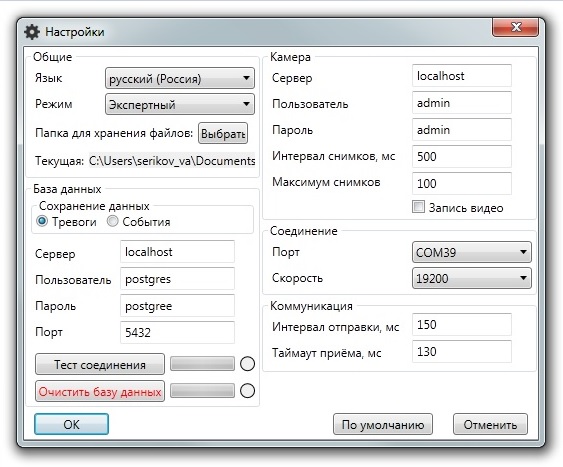 Настройки
Общие
Язык русский (Россия)
Режим Экспертный
Папка для хранения файлов: Выбрать
Текущая: C:\Users\serikov_va\Documents
База данных
Сохранение данных
Тревоги События
Сервер localhost
Пользователь postgres
Пароль postgree
Порт 5432
Тест соединения
Очистить базу данных
Камера
Сервер localhost
Пользователь admin
Пароль admin
Интервал снимков, мс 500
Максимум снимков 100
Запись видео
Соединение
Порт COM39
Скорость 19200
Коммуникация
Интервал отправки, мс 150
Таймаут приёма, мс 130
OK По умолчанию Отменить